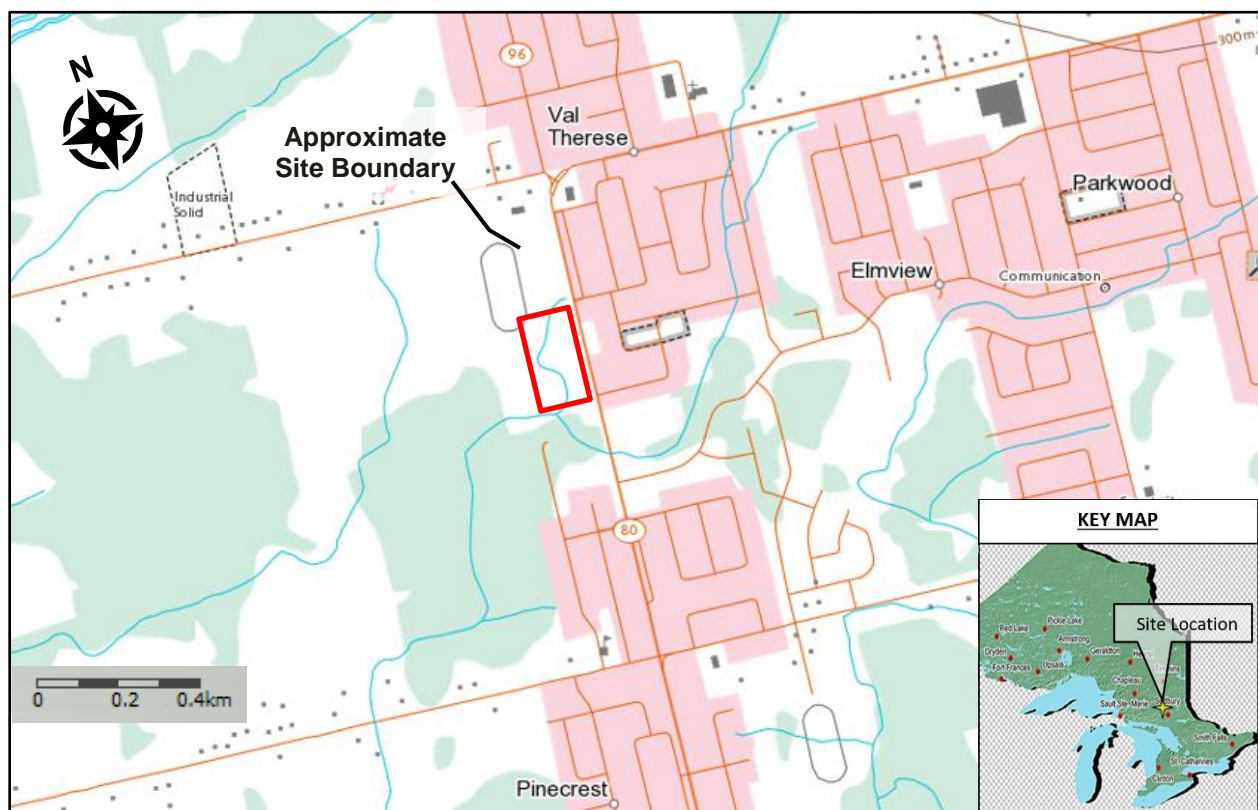 N
96
300 m
Approximate
Site Boundary
Val
Therese
Industrial
Solid
Parkwood
Elmview
Communication
80
KEY MAP
Site Location
Red Lake
Pickle Lake
Dryden
Armstrong
Geraldton
Fort Frances
Upsala
Chapleau
Sault Ste. Marie
Smith Falls
St. Catharines
Clinton
0 0.2 0.4km
Pinecrest